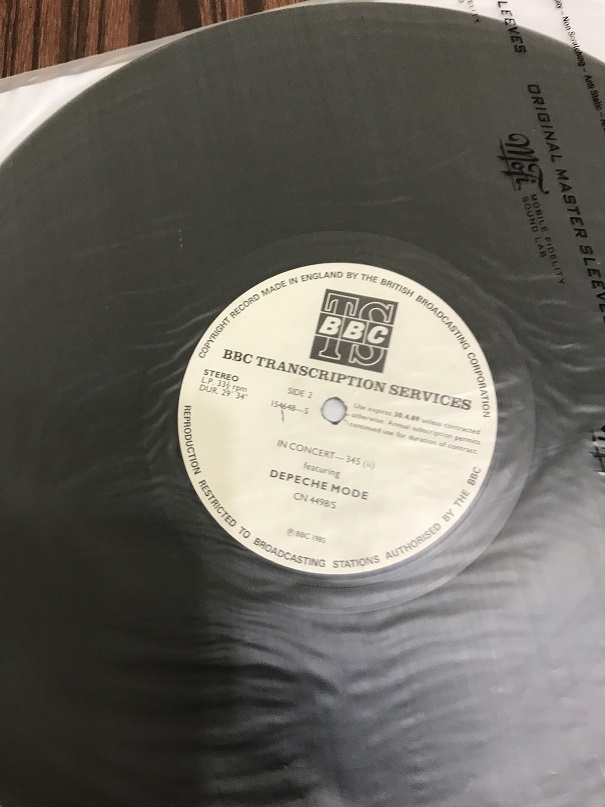 SLEEVES
Non Scratching – Anti Static –
ORIGINAL MASTER SLEEVE
MOBILE FIDELITY
SOUND LAB
COPYRIGHT RECORD MADE IN ENGLAND BY THE BRITISH BROADCASTING CORPORATION
TS
BBC
BBC TRANSCRIPTION SERVICES
STEREO
L.P. 33⅓ rpm
DUR. 29' 34"
SIDE 2
154648—S
Use expires 30.4.89 unless contracted
otherwise. Annual subscription permits
continued use for duration of contract.
IN CONCERT—345 (ii)
featuring
DEPECHE MODE
CN 4498/S
Ⓟ BBC 1985
REPRODUCTION RESTRICTED TO BROADCASTING STATIONS AUTHORISED BY THE BBC